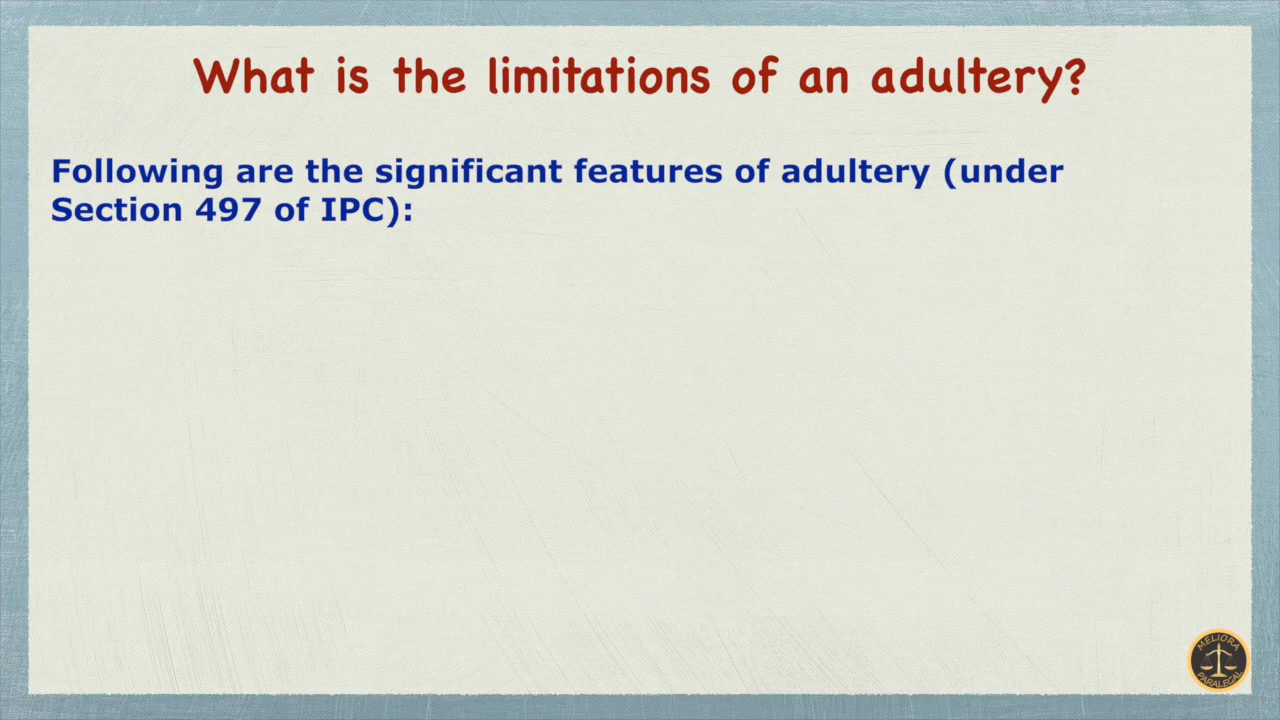 What is the limitations of an adultery?
Following are the significant features of adultery (under
Section 497 of IPC):
MELIORA
PARALEGAL